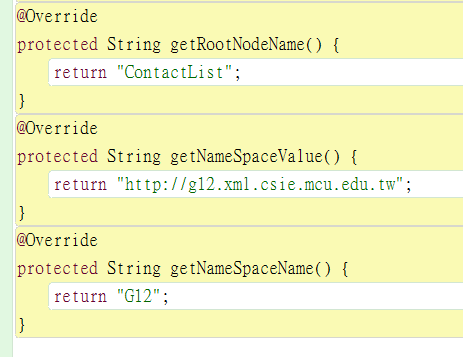 @Override
protected String getRootNodeName() {
return "ContactList";
}
@Override
protected String getNameSpaceValue() {
return "http://g12.xml.csie.mcu.edu.tw";
}
@Override
protected String getNameSpaceName() {
return "G12";
}